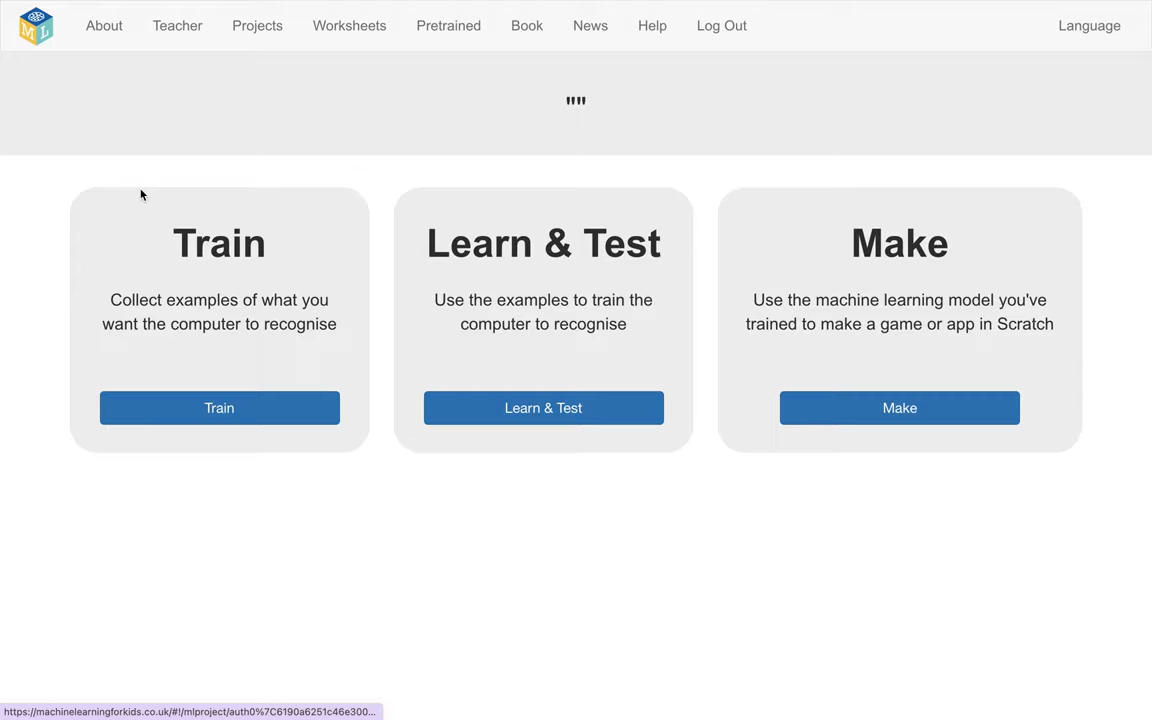 ML
About Teacher Projects Worksheets Pretrained Book News Help Log Out Language
""
Train
Collect examples of what you
want the computer to recognise
Train
Learn & Test
Use the examples to train the
computer to recognise
Learn & Test
Make
Use the machine learning model you've
trained to make a game or app in Scratch
Make
https://machinelearningforkids.co.uk/#!/mlproject/auth0%7C6190a6251c46e300...